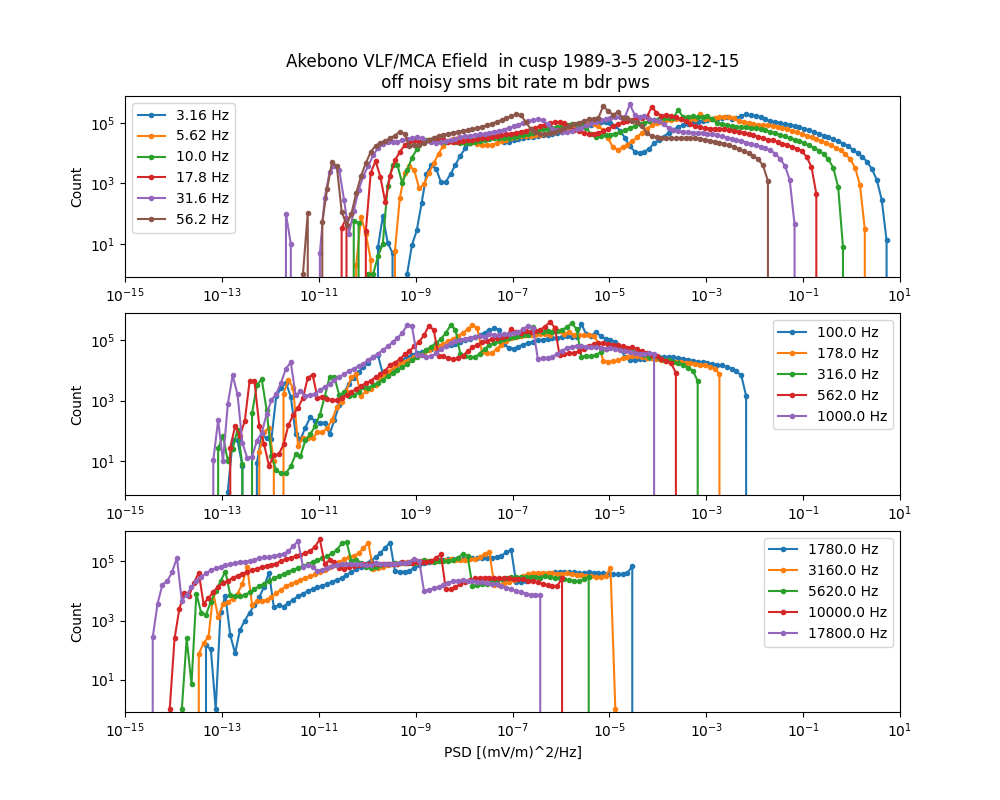 Akebono VLF/MCA Efield  in cusp 1989-3-5 2003-12-15
off noisy sms bit rate m bdr pws
Count
10^5
10^3
10^1
3.16 Hz
5.62 Hz
10.0 Hz
17.8 Hz
31.6 Hz
56.2 Hz
10^-15 10^-13 10^-11 10^-9 10^-7 10^-5 10^-3 10^-1 10^1
Count
10^5
10^3
10^1
100.0 Hz
178.0 Hz
316.0 Hz
562.0 Hz
1000.0 Hz
10^-15 10^-13 10^-11 10^-9 10^-7 10^-5 10^-3 10^-1 10^1
Count
10^5
10^3
10^1
1780.0 Hz
3160.0 Hz
5620.0 Hz
10000.0 Hz
17800.0 Hz
10^-15 10^-13 10^-11 10^-9 10^-7 10^-5 10^-3 10^-1 10^1
PSD [(mV/m)^2/Hz]